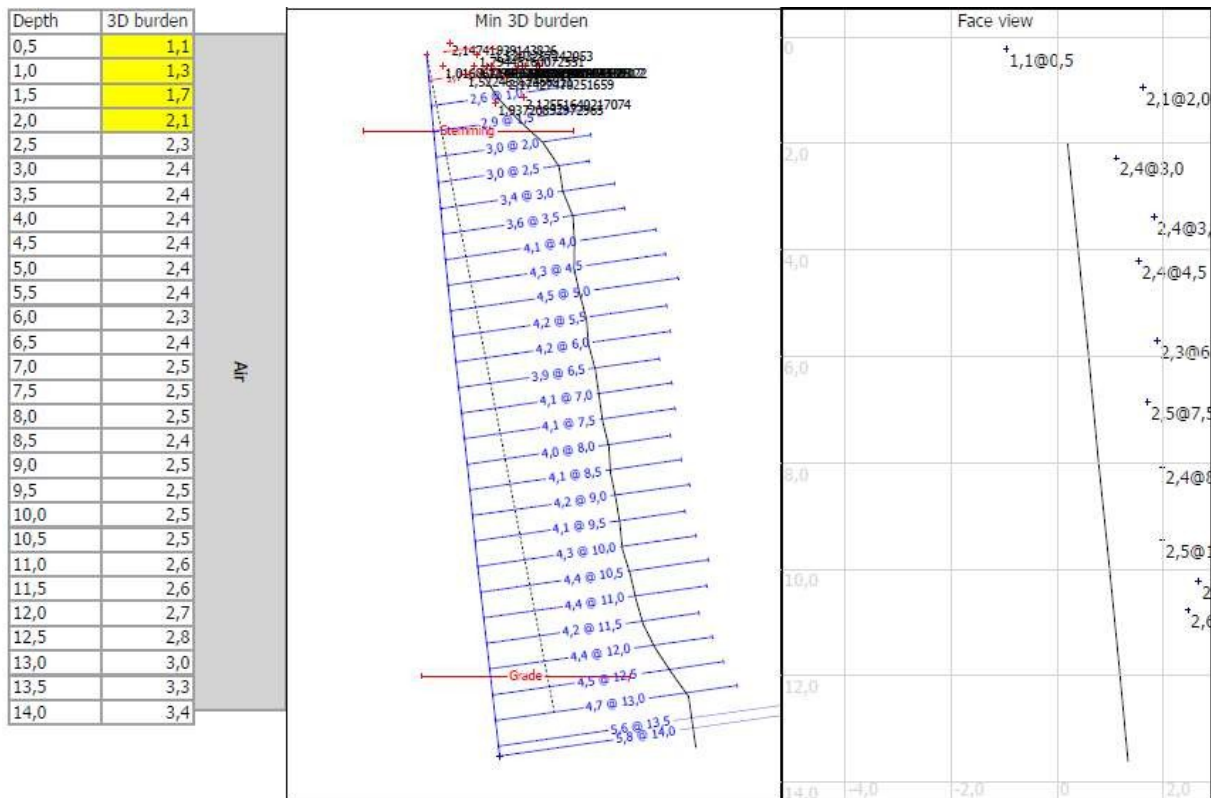 Depth 3D burden
0,5 1,1
1,0 1,3
1,5 1,7
2,0 2,1
2,5 2,3
3,0 2,4
3,5 2,4
4,0 2,4
4,5 2,4
5,0 2,4
5,5 2,4
6,0 2,3
6,5 2,4
7,0 2,5
7,5 2,5
8,0 2,5
8,5 2,4
9,0 2,5
9,5 2,5
10,0 2,5
10,5 2,5
11,0 2,6
11,5 2,6
12,0 2,7
12,5 2,8
13,0 3,0
13,5 3,3
14,0 3,4
Air
Min 3D burden
2,6 @ 1,0
2,9 @ 1,5
Stemming
3,0 @ 2,0
3,0 @ 2,5
3,4 @ 3,0
3,6 @ 3,5
4,1 @ 4,0
4,3 @ 4,5
4,5 @ 5,0
4,2 @ 5,5
4,2 @ 6,0
3,9 @ 6,5
4,1 @ 7,0
4,1 @ 7,5
4,0 @ 8,0
4,1 @ 8,5
4,2 @ 9,0
4,1 @ 9,5
4,3 @ 10,0
4,4 @ 10,5
4,4 @ 11,0
4,2 @ 11,5
4,4 @ 12,0
Grade
4,5 @ 12,5
4,7 @ 13,0
5,6 @ 13,5
5,8 @ 14,0
Face view
0
1,1@0,5
2,1@2,0
2,0
2,4@3,0
2,4@3,
4,0
2,4@4,5
2,3@6
6,0
2,5@7,5
8,0
2,4@8
2,5@1
10,0
2
2,6
12,0
14,0 -4,0 -2,0 0 2,0